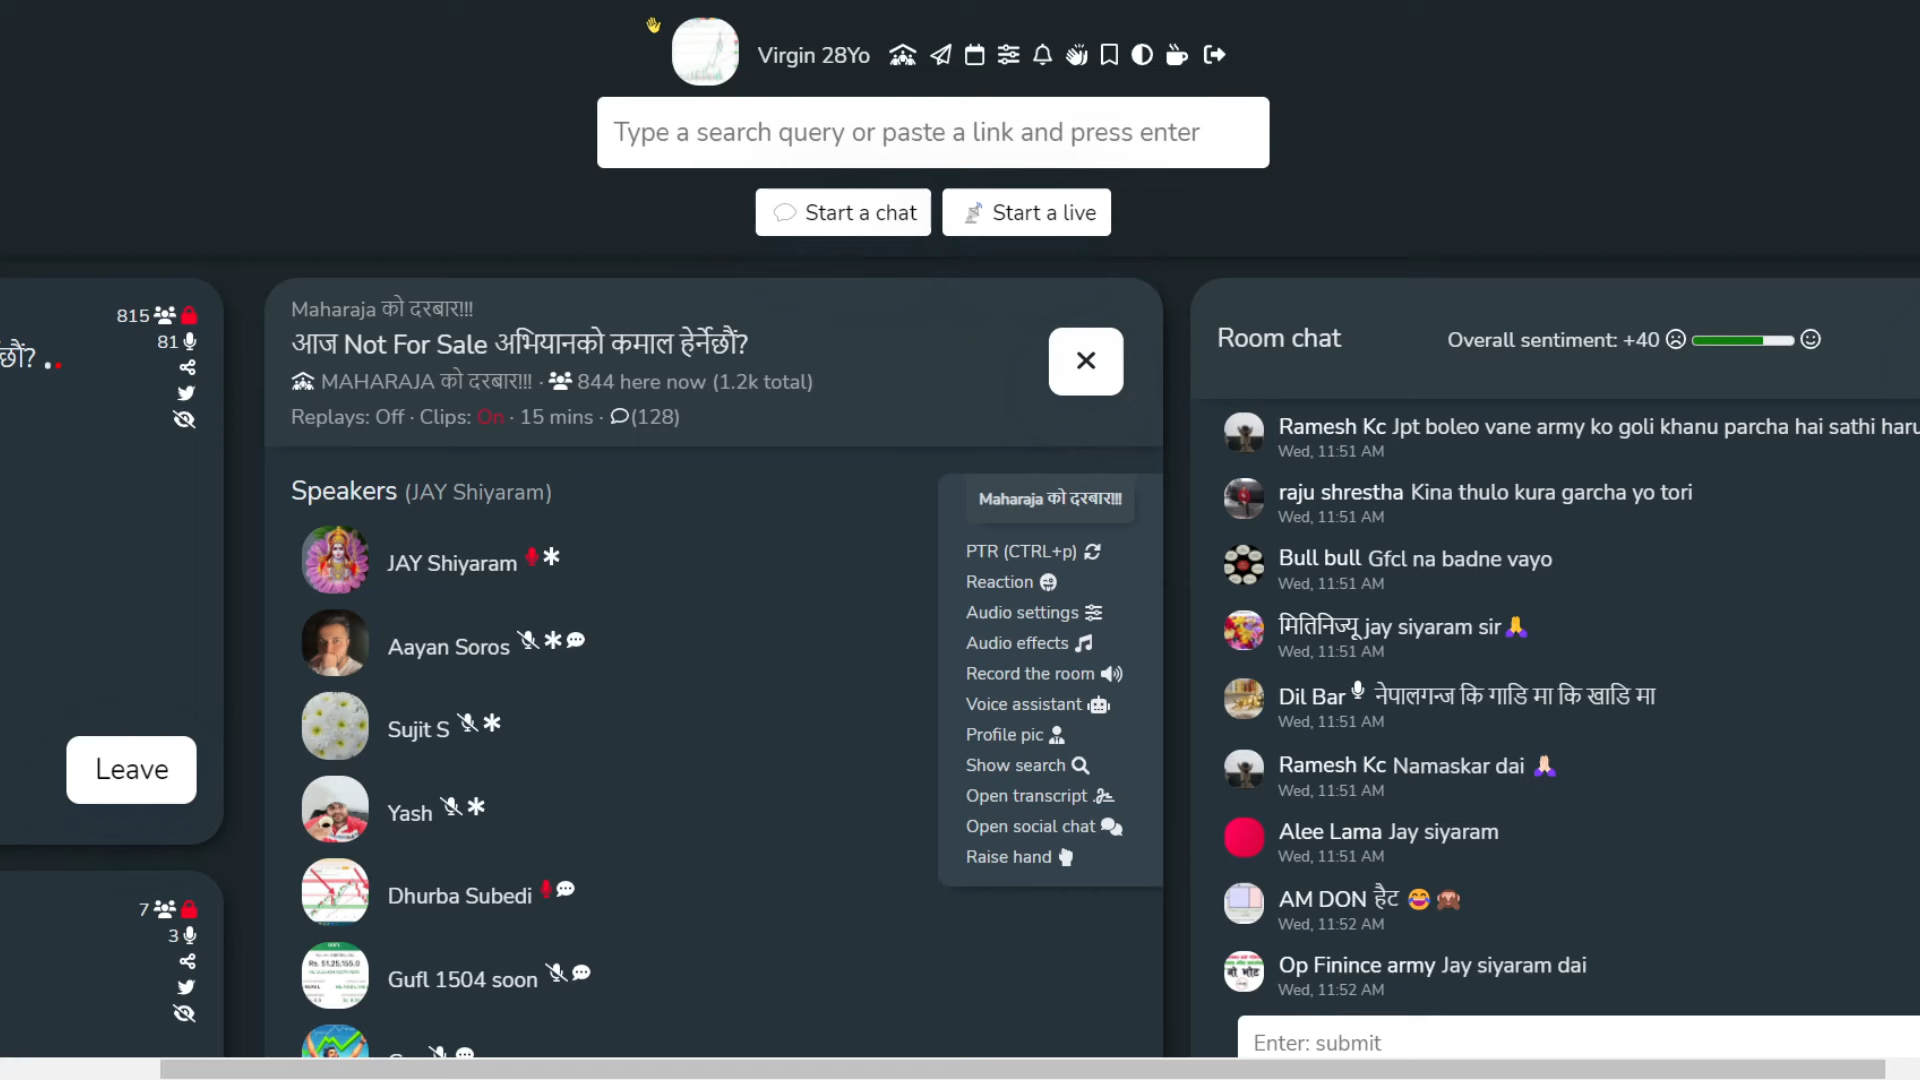 Virgin 28Yo
Type a search query or paste a link and press enter
Start a chat
Start a live
815
81
छौं?
Leave
7
3
Maharaja को दरबार!!!
आज Not For Sale अभियानको कमाल हेर्नेछौं?
MAHARAJA को दरबार!!! · 844 here now (1.2k total)
Replays: Off · Clips: On · 15 mins · (128)
Speakers (JAY Shiyaram)
JAY Shiyaram
Aayan Soros
Sujit S
Yash
Dhurba Subedi
Rs. 51,25,155.0
Gufl 1504 soon
Maharaja को दरबार!!!
PTR (CTRL+p)
Reaction
Audio settings
Audio effects
Record the room
Voice assistant
Profile pic
Show search
Open transcript
Open social chat
Raise hand
Room chat
Overall sentiment: +40
Ramesh Kc Jpt boleo vane army ko goli khanu parcha hai sathi haru
Wed, 11:51 AM
raju shrestha Kina thulo kura garcha yo tori
Wed, 11:51 AM
Bull bull Gfcl na badne vayo
Wed, 11:51 AM
मितिनिज्यू jay siyaram sir🙏
Wed, 11:51 AM
Dil Bar नेपालगन्ज कि गाडि मा कि खाडि मा
Wed, 11:51 AM
Ramesh Kc Namaskar dai 🙏🏻
Wed, 11:51 AM
Alee Lama Jay siyaram
Wed, 11:51 AM
AM DON हैट 😂 🙈
Wed, 11:52 AM
Op Finince army Jay siyaram dai
Wed, 11:52 AM
Enter: submit